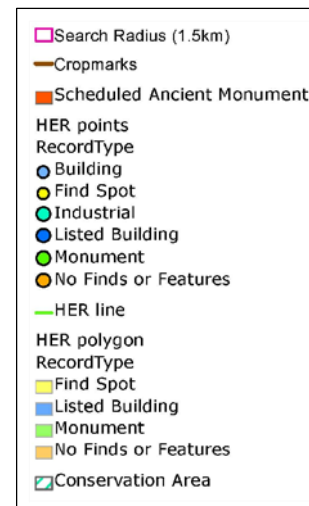 Search Radius (1.5km)
Cropmarks
Scheduled Ancient Monument
HER points
RecordType
Building
Find Spot
Industrial
Listed Building
Monument
No Finds or Features
HER line
HER polygon
RecordType
Find Spot
Listed Building
Monument
No Finds or Features
Conservation Area